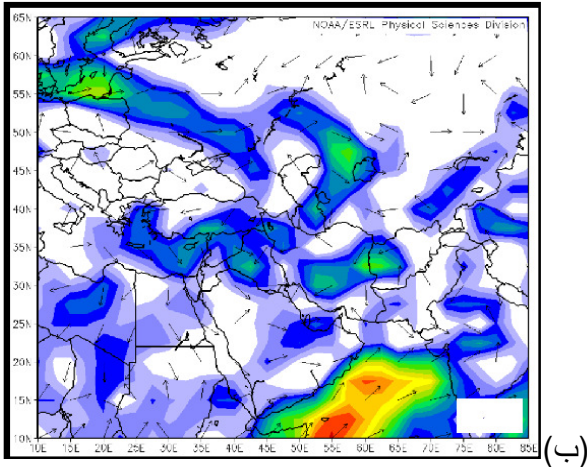 NOAA/ESRL Physical Sciences Division
65N
60N
55N
50N
45N
40N
35N
30N
25N
20N
15N
10N
10E 15E 20E 25E 30E 35E 40E 45E 50E 55E 60E 65E 70E 75E 80E 85E
(ب)